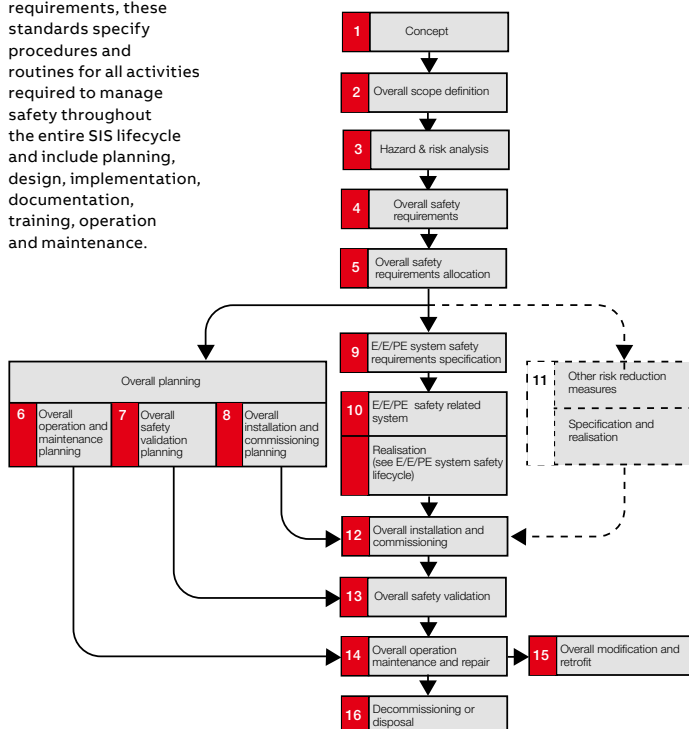 requirements, these
standards specify
procedures and
routines for all activities
required to manage
safety throughout
the entire SIS lifecycle
and include planning,
design, implementation,
documentation,
training, operation
and maintenance.
1 Concept
2 Overall scope definition
3 Hazard & risk analysis
4 Overall safety
requirements
5 Overall safety
requirements allocation
Overall planning
6 Overall
operation and
maintenance
planning
7 Overall
safety
validation
planning
8 Overall
installation and
commissioning
planning
9 E/E/PE system safety
requirements specification
10 E/E/PE safety related
system
Realisation
(see E/E/PE system safety
lifecycle)
11 Other risk reduction
measures
Specification and
realisation
12 Overall installation and
commissioning
13 Overall safety validation
14 Overall operation
maintenance and repair
15 Overall modification and
retrofit
16 Decommissioning or
disposal